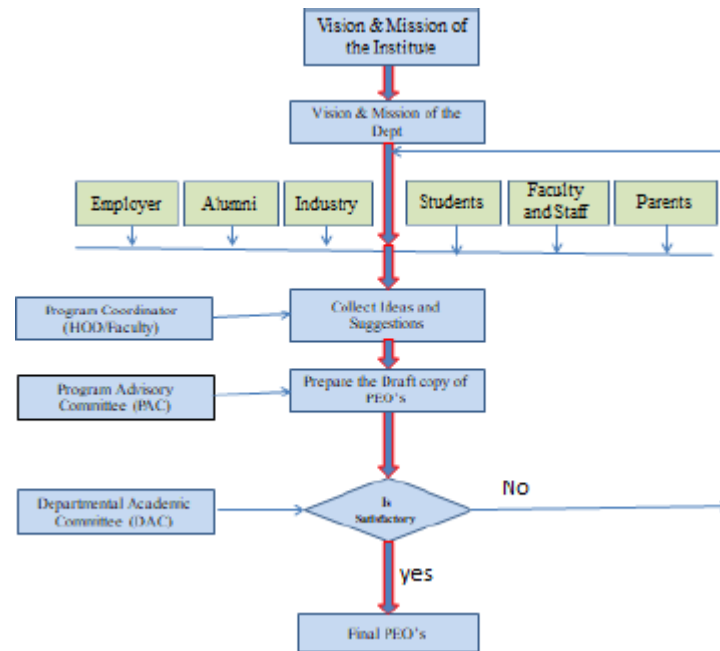 Vision & Mission of
the Institute
Vision & Mission of the
Dept
Employer
Alumni
Industry
Students
Faculty
and Staff
Parents
Program Coordinator
(HOD/Faculty)
Collect Ideas and
Suggestions
Program Advisory
Committee (PAC)
Prepare the Draft copy of
PEO's
Departmental Academic
Committee (DAC)
Is
Satisfactory
No
yes
Final PEO's